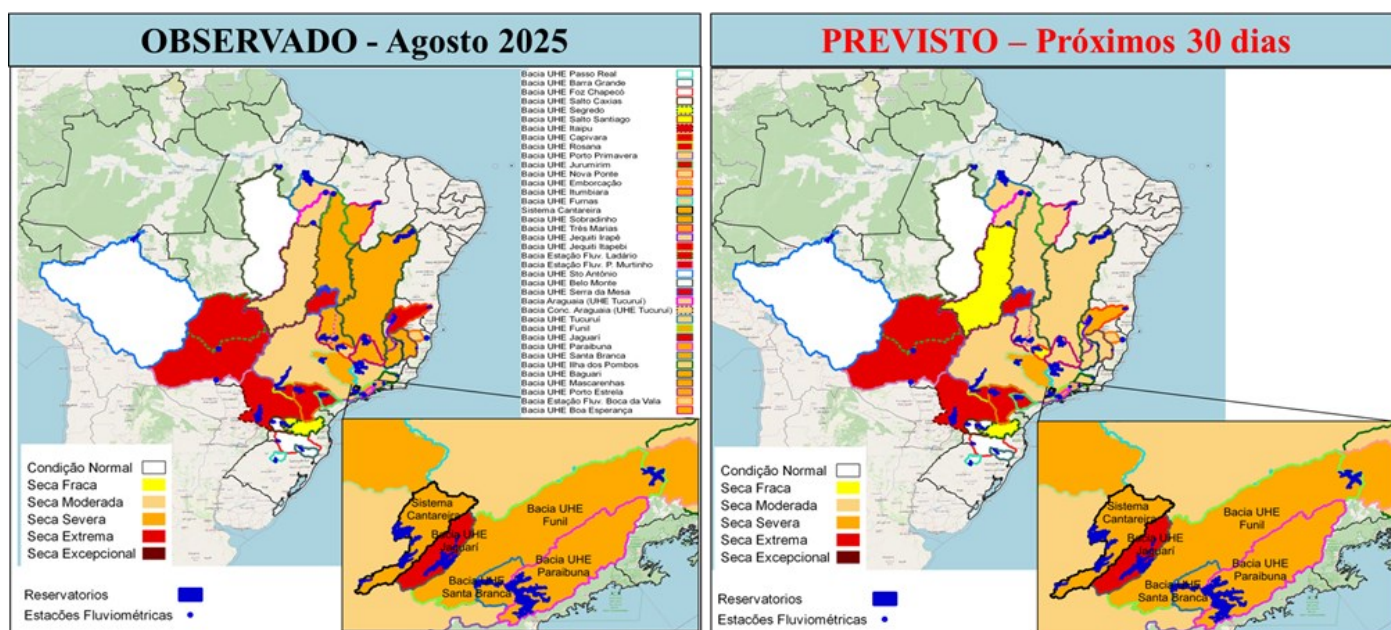 OBSERVADO - Agosto 2025
Bacia UHE Passo Real
Bacia UHE Barra Grande
Bacia UHE Foz Chapecó
Bacia UHE Salto Caxias
Bacia UHE Segredo
Bacia UHE Salto Santiago
Bacia UHE Itaipu
Bacia UHE Capivara
Bacia UHE Rosana
Bacia UHE Porto Primavera
Bacia UHE Jurumirim
Bacia UHE Nova Ponte
Bacia UHE Emborcação
Bacia UHE Itumbiara
Bacia UHE Furnas
Sistema Cantareira
Bacia UHE Sobradinho
Bacia UHE Três Marias
Bacia UHE Jequiti Irapê
Bacia UHE Jequiti Itapebi
Bacia Estação Fluv. Ladário
Bacia Estação Fluv. P. Murtinho
Bacia UHE Sto Antônio
Bacia UHE Belo Monte
Bacia UHE Serra da Mesa
Bacia Araguaia (UHE Tucuruí)
Bacia Conc. Araguaia (UHE Tucuruí)
Bacia UHE Tucuruí
Bacia UHE Funil
Bacia UHE Jaguarí
Bacia UHE Paraibuna
Bacia UHE Santa Branca
Bacia UHE Ilha dos Pombos
Bacia UHE Baguari
Bacia UHE Mascarenhas
Bacia UHE Porto Estrela
Bacia Estação Fluv. Boca da Vala
Bacia UHE Boa Esperança
Condição Normal
Seca Fraca
Seca Moderada
Seca Severa
Seca Extrema
Seca Excepcional
Reservatorios
Estacões Fluviométricas
Sistema
Cantareira
Bacia UHE
Funil
Bacia UHE
Jaguarí
Bacia UHE
Paraibuna
Bacia UHE
Santa Branca
PREVISTO – Próximos 30 dias
Condição Normal
Seca Fraca
Seca Moderada
Seca Severa
Seca Extrema
Seca Excepcional
Reservatorios
Estacões Fluviométricas
Sistema
Cantareira
Bacia UHE
Funil
Bacia UHE
Jaguarí
Bacia UHE
Paraibuna
Bacia UHE
Santa Branca